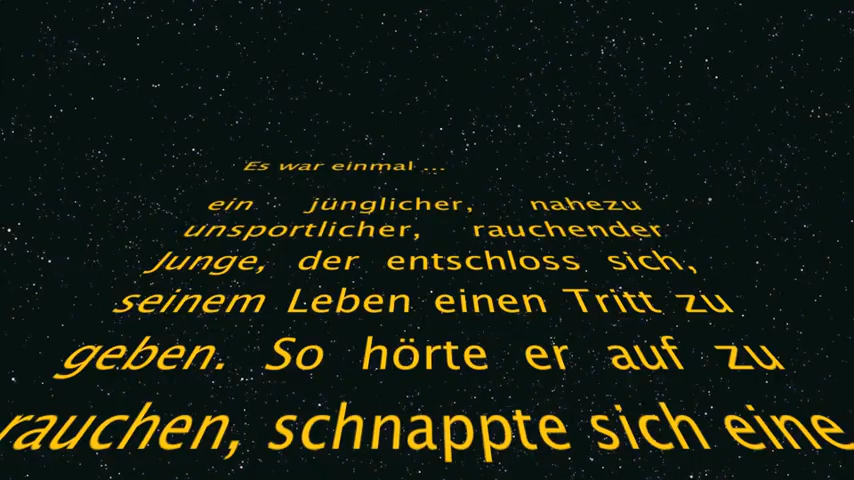 Es war einmal ...
ein jünglicher, nahezu
unsportlicher, rauchender
Junge, der entschloss sich,
seinem Leben einen Tritt zu
geben. So hörte er auf zu
rauchen, schnappte sich eine